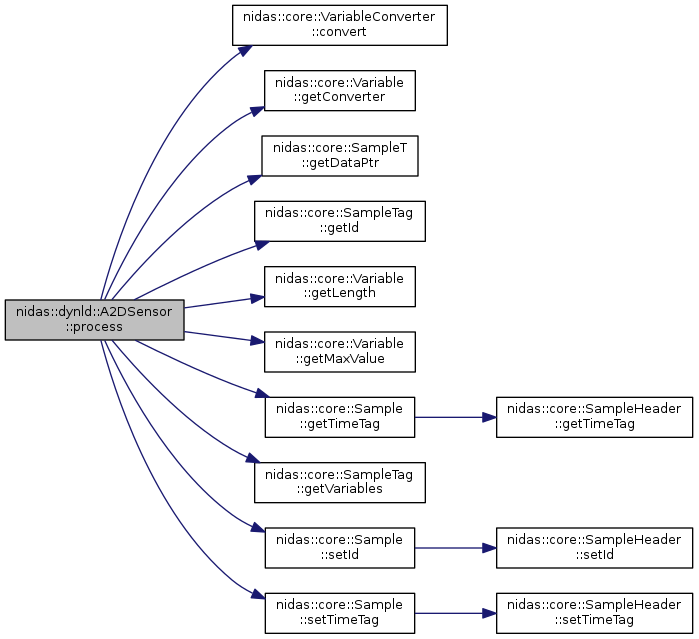 nidas::core::VariableConverter
::convert
nidas::core::Variable
::getConverter
nidas::core::SampleT
::getDataPtr
nidas::core::SampleTag
::getId
nidas::dynld::A2DSensor
::process
nidas::core::Variable
::getLength
nidas::core::Variable
::getMaxValue
nidas::core::Sample
::getTimeTag
nidas::core::SampleHeader
::getTimeTag
nidas::core::SampleTag
::getVariables
nidas::core::Sample
::setId
nidas::core::SampleHeader
::setId
nidas::core::Sample
::setTimeTag
nidas::core::SampleHeader
::setTimeTag